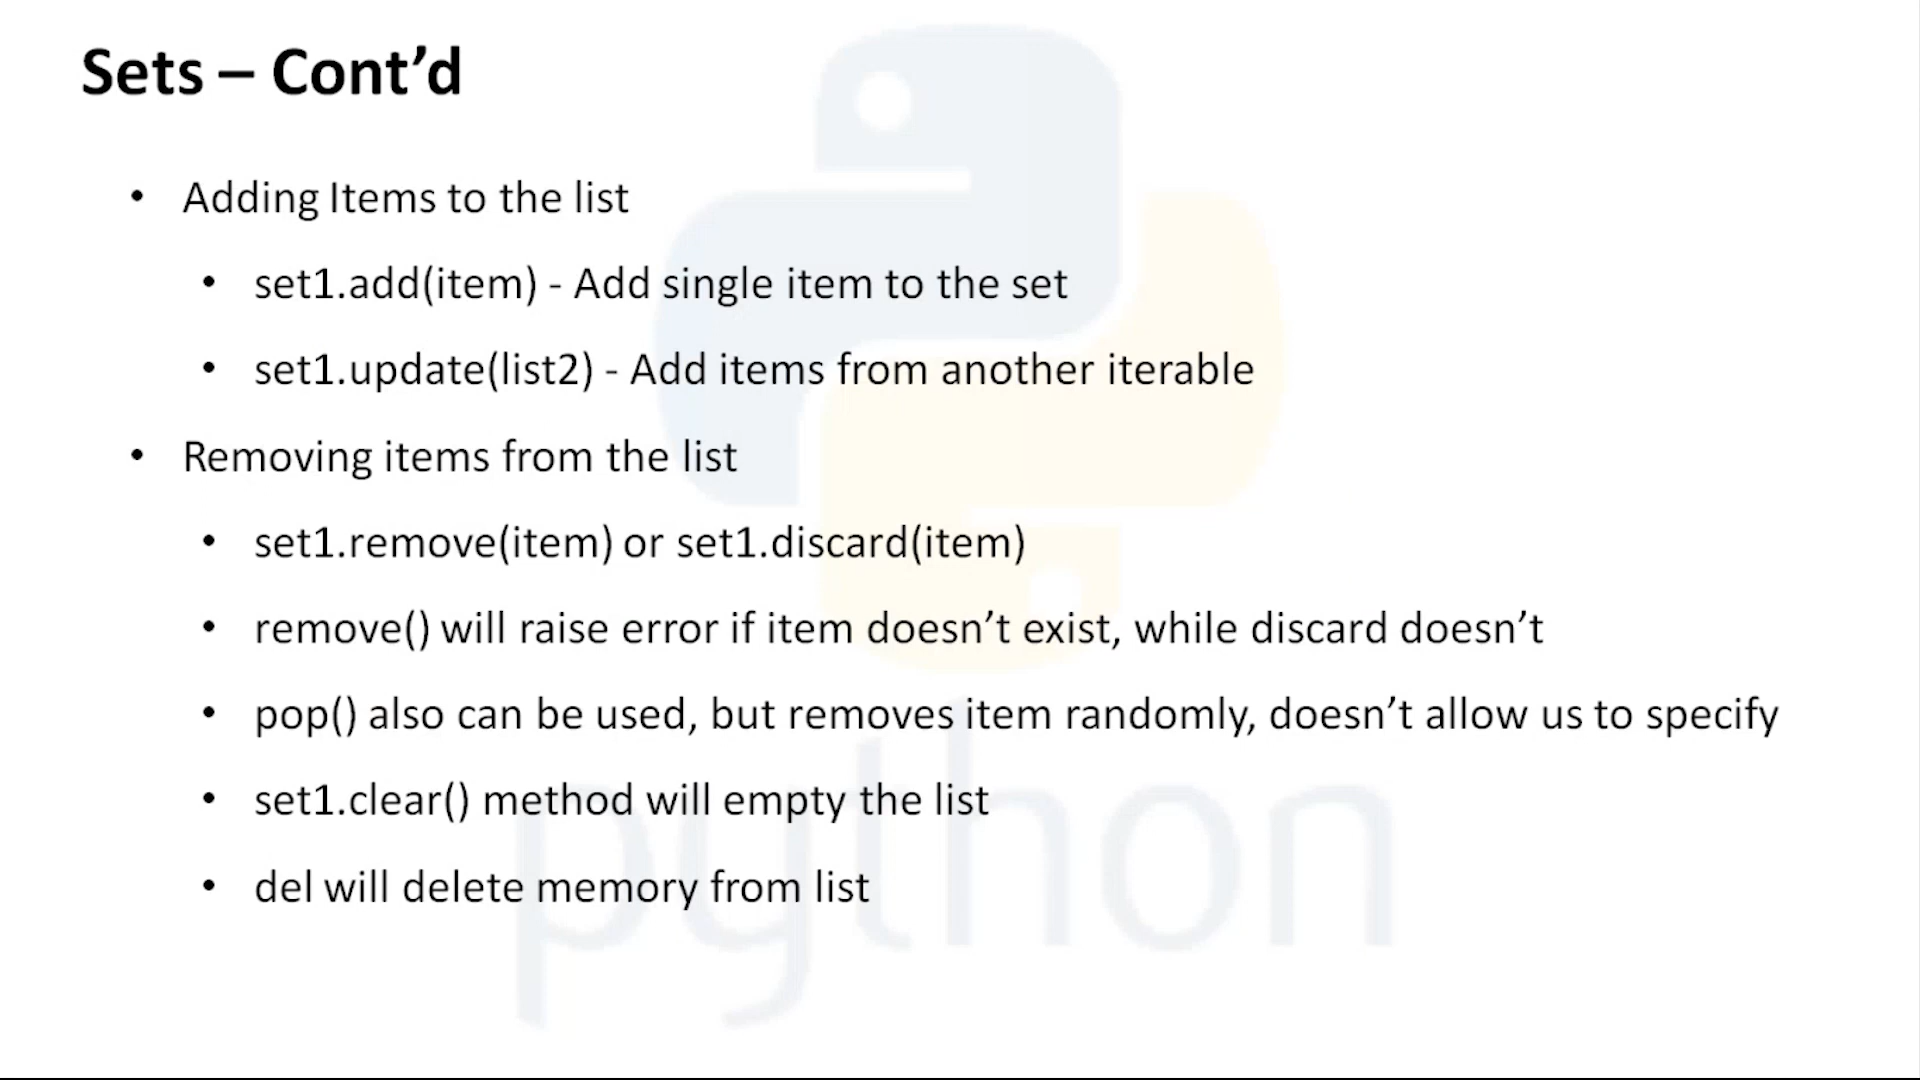 Sets – Cont’d
• Adding Items to the list
• set1.add(item) - Add single item to the set
• set1.update(list2) - Add items from another iterable
• Removing items from the list
• set1.remove(item) or set1.discard(item)
• remove() will raise error if item doesn’t exist, while discard doesn’t
• pop() also can be used, but removes item randomly, doesn’t allow us to specify
• set1.clear() method will empty the list
• del will delete memory from list
python